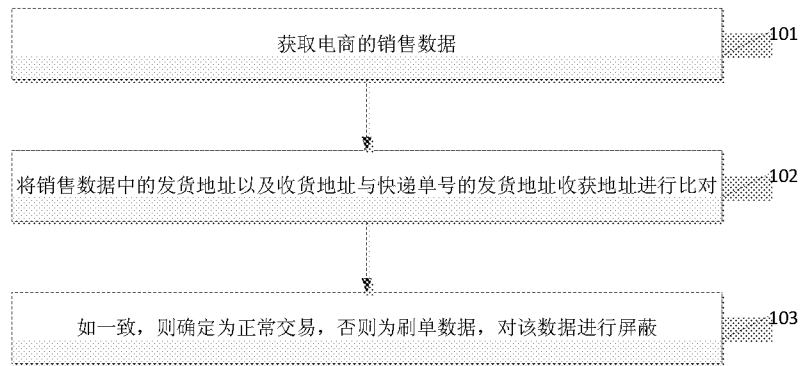 获取电商的销售数据
101
将销售数据中的发货地址以及收货地址与快递单号的发货地址收获地址进行比对
102
如一致，则确定为正常交易，否则为刷单数据，对该数据进行屏蔽
103